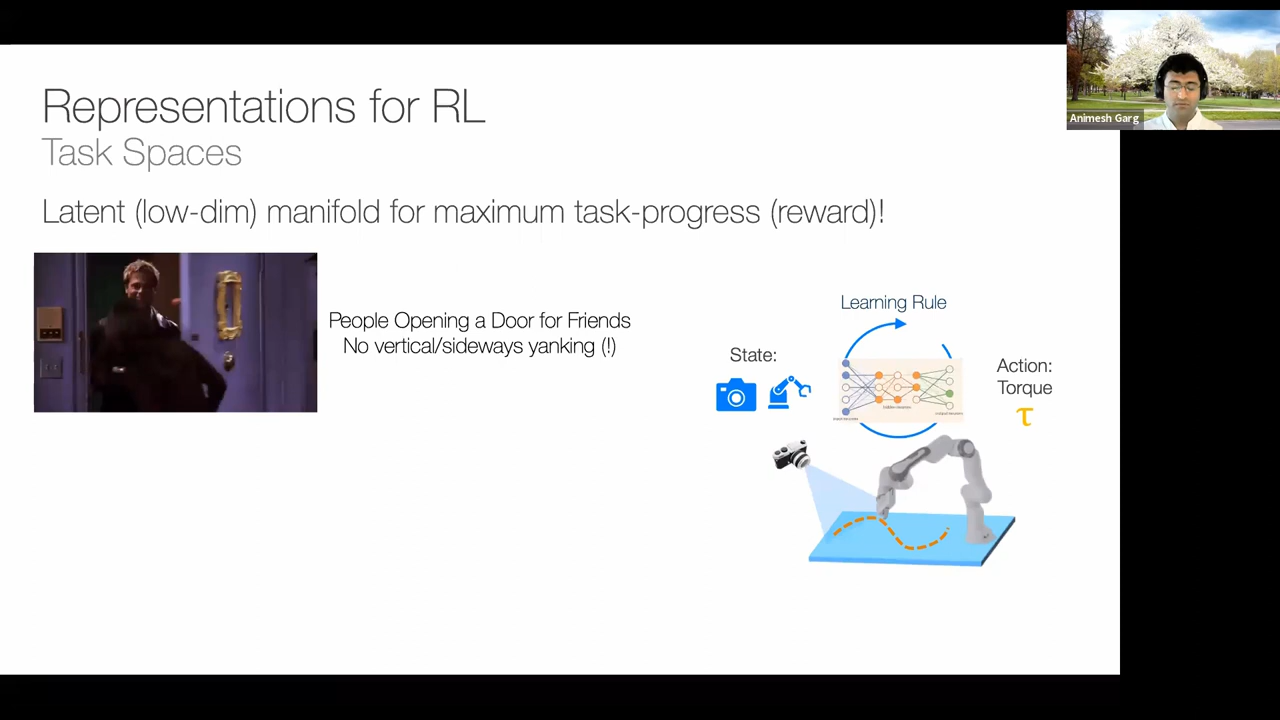 Representations for RL
Task Spaces
Latent (low-dim) manifold for maximum task-progress (reward)!
People Opening a Door for Friends
No vertical/sideways yanking (!)
Learning Rule
State:
Action:
Torque
τ
Animesh Garg